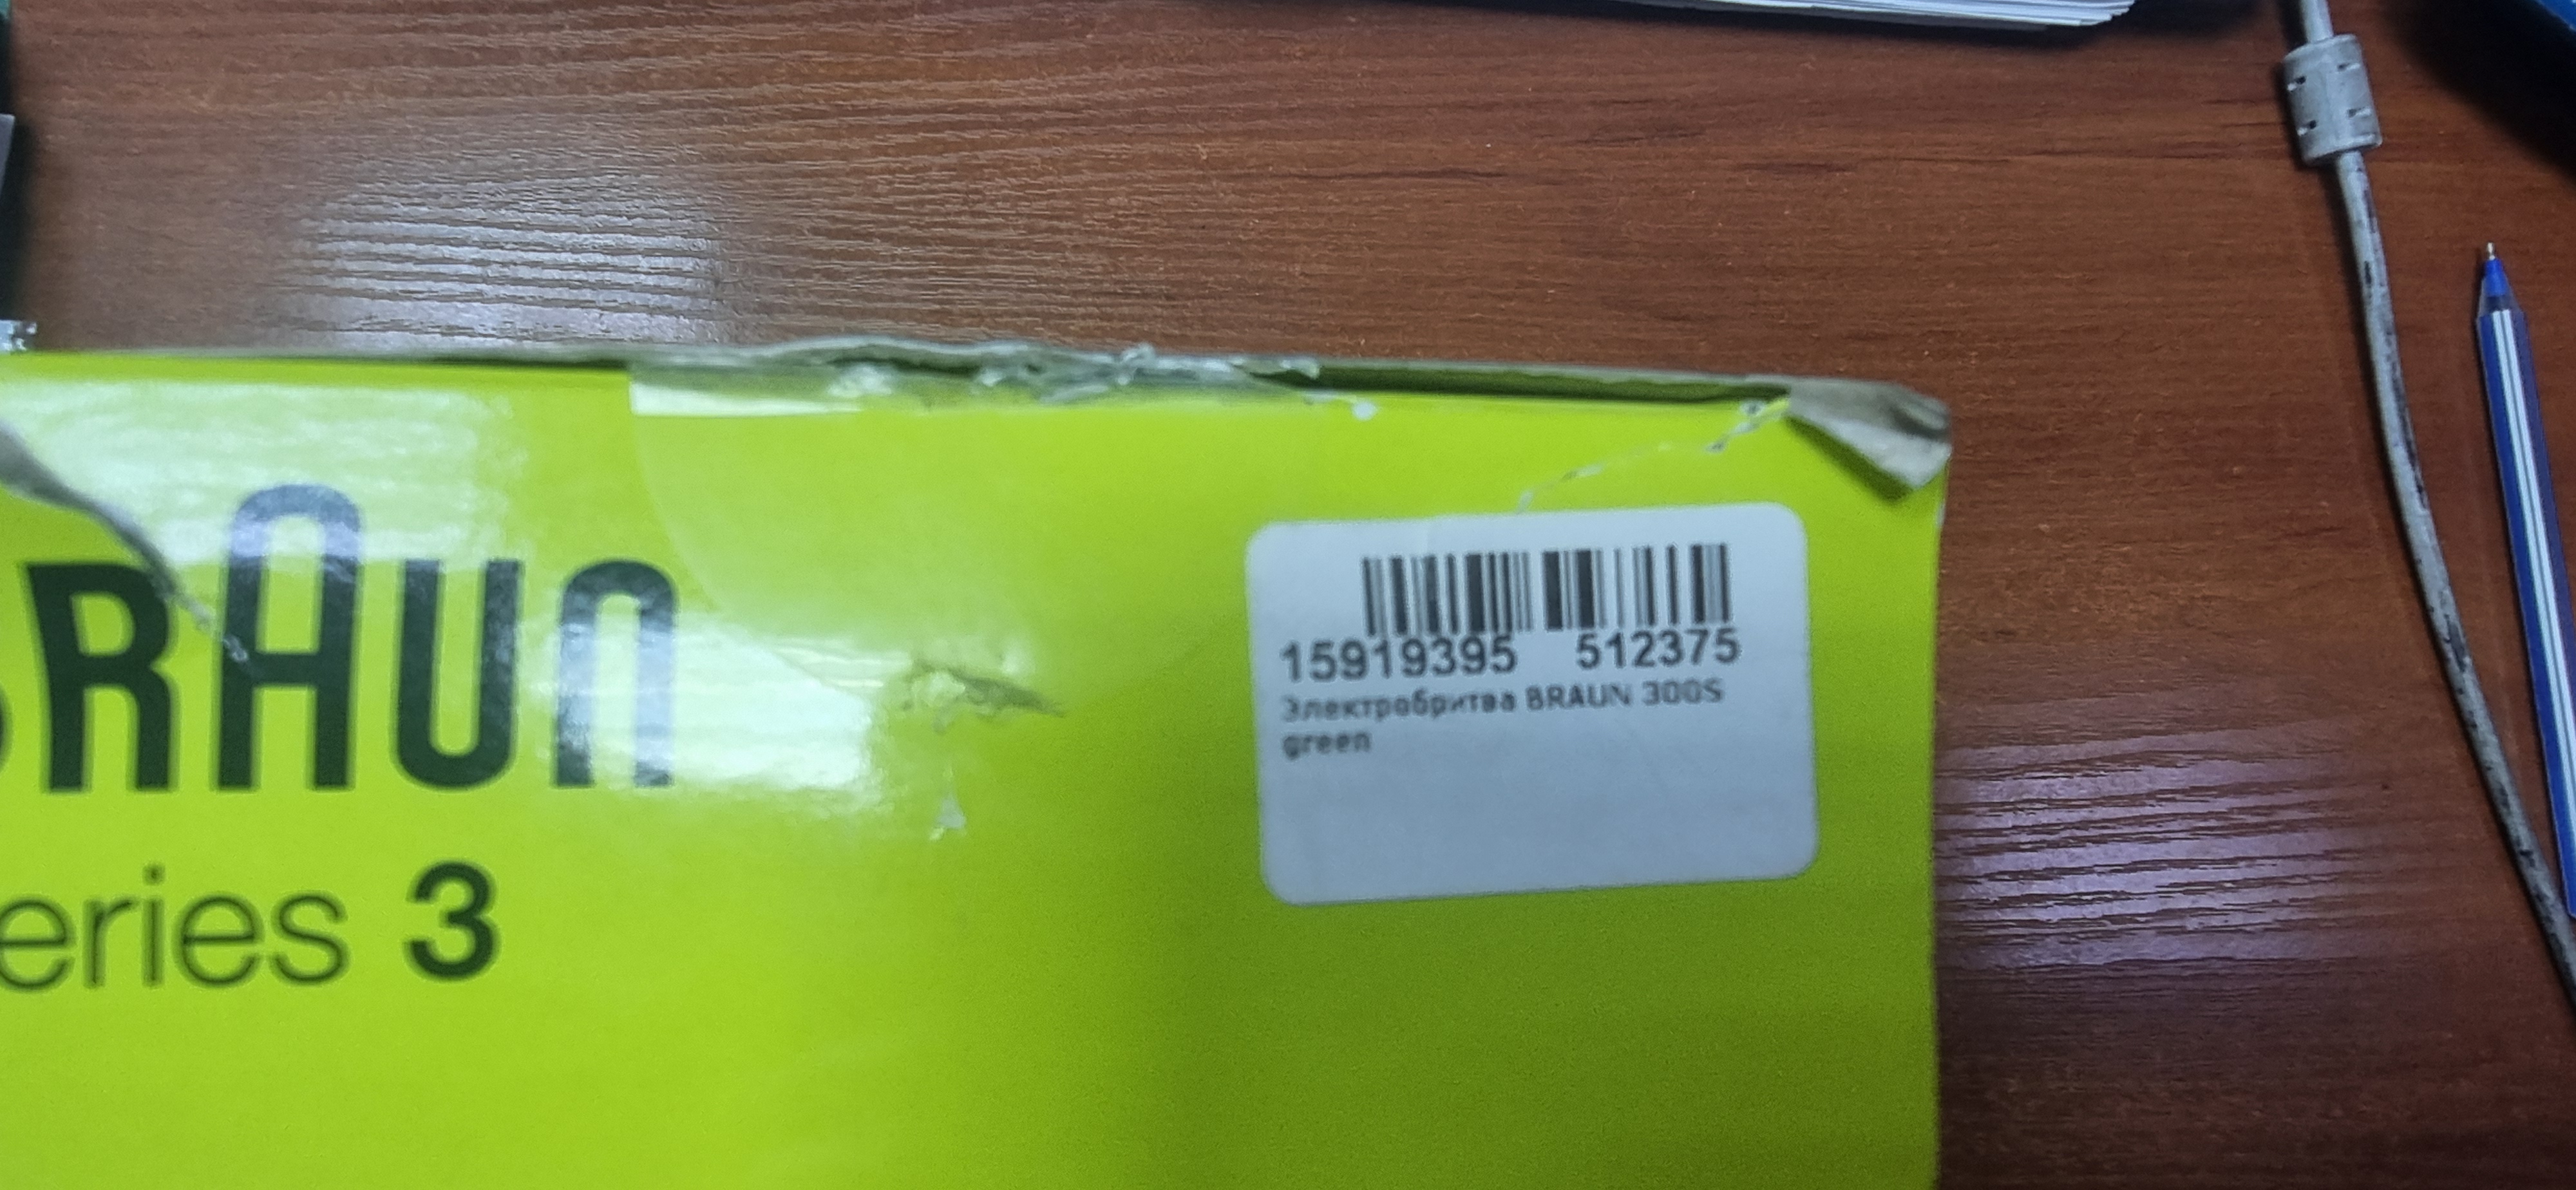 BRAUN
eries 3
15919395 512375
Электробритва BRAUN 300S
green